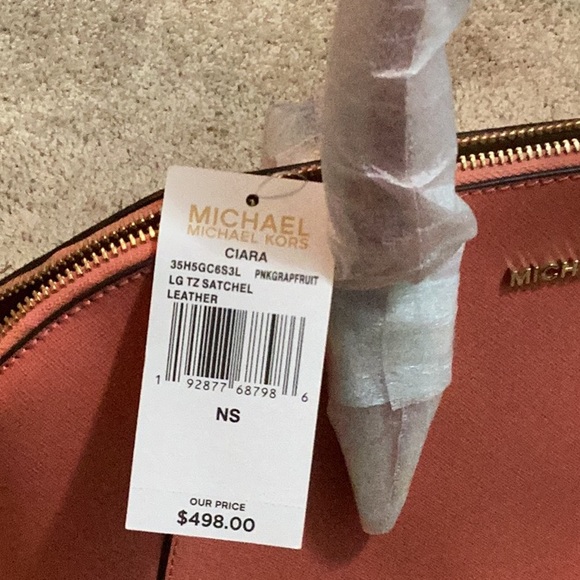 MICHAEL
MICHAEL KORS
CIARA
35H5GC6S3L PNKGRAPFRUIT
LG TZ SATCHEL
LEATHER
1 92877 68798 6
NS
OUR PRICE
$498.00
MICH